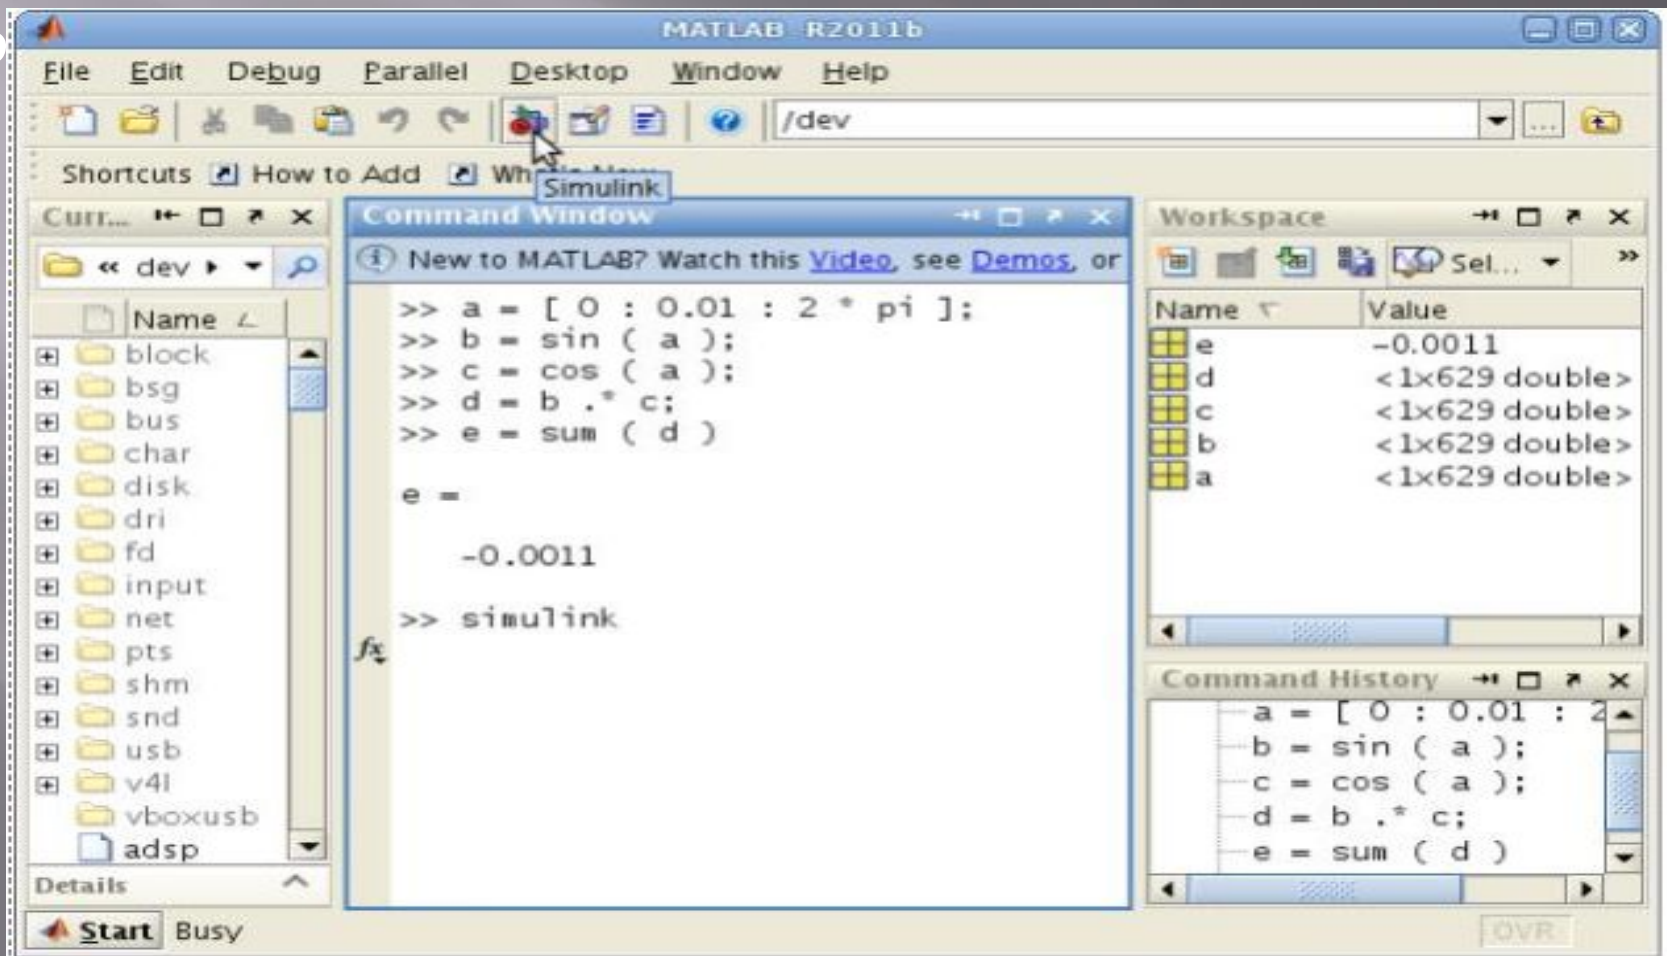 MATLAB R2011b
File Edit Debug Parallel Desktop Window Help
/dev
...
Shortcuts How to Add What's New
Simulink
Curr...
« dev
Name
block
bsg
bus
char
disk
dri
fd
input
net
pts
shm
snd
usb
v4l
vboxusb
adsp
Details
Command Window
New to MATLAB? Watch this Video, see Demos, or
>> a = [ 0 : 0.01 : 2 * pi ];
>> b = sin ( a );
>> c = cos ( a );
>> d = b .* c;
>> e = sum ( d )
e =
-0.0011
>> simulink
fx
Workspace
Sel... »
Name Value
e -0.0011
d <1x629 double>
c <1x629 double>
b <1x629 double>
a <1x629 double>
Command History
a = [ 0 : 0.01 : 2
b = sin ( a );
c = cos ( a );
d = b .* c;
e = sum ( d )
Start Busy
OVR